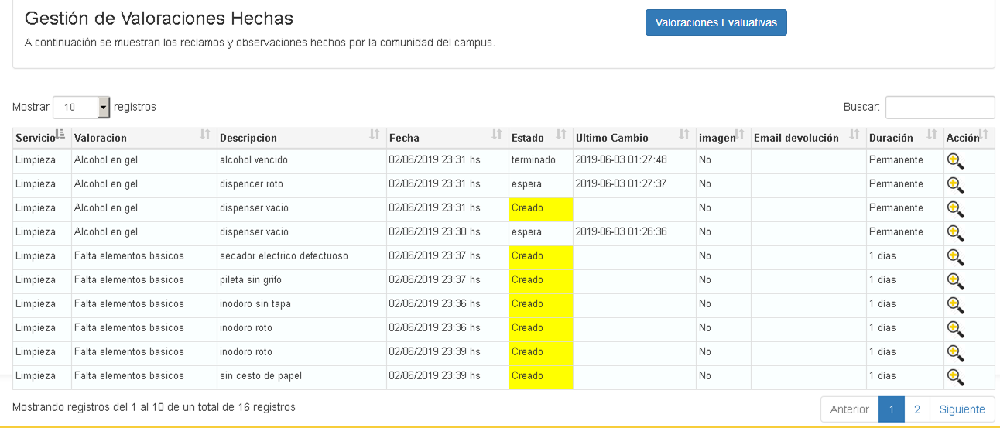 Gestión de Valoraciones Hechas
Valoraciones Evaluativas
A continuación se muestran los reclamos y observaciones hechos por la comunidad del campus.
Mostrar 10 registros
Buscar:
Servicio Valoracion Descripcion Fecha Estado Ultimo Cambio imagen Email devolución Duración Acción
Limpieza Alcohol en gel alcohol vencido 02/06/2019 23:31 hs terminado 2019-06-03 01:27:48 No Permanente
Limpieza Alcohol en gel dispencer roto 02/06/2019 23:31 hs espera 2019-06-03 01:27:37 No Permanente
Limpieza Alcohol en gel dispenser vacio 02/06/2019 23:31 hs Creado No Permanente
Limpieza Alcohol en gel dispenser vacio 02/06/2019 23:30 hs espera 2019-06-03 01:26:36 No Permanente
Limpieza Falta elementos basicos secador electrico defectuoso 02/06/2019 23:37 hs Creado No 1 días
Limpieza Falta elementos basicos pileta sin grifo 02/06/2019 23:37 hs Creado No 1 días
Limpieza Falta elementos basicos inodoro sin tapa 02/06/2019 23:36 hs Creado No 1 días
Limpieza Falta elementos basicos inodoro roto 02/06/2019 23:36 hs Creado No 1 días
Limpieza Falta elementos basicos inodoro roto 02/06/2019 23:39 hs Creado No 1 días
Limpieza Falta elementos basicos sin cesto de papel 02/06/2019 23:39 hs Creado No 1 días
Mostrando registros del 1 al 10 de un total de 16 registros
Anterior 1 2 Siguiente